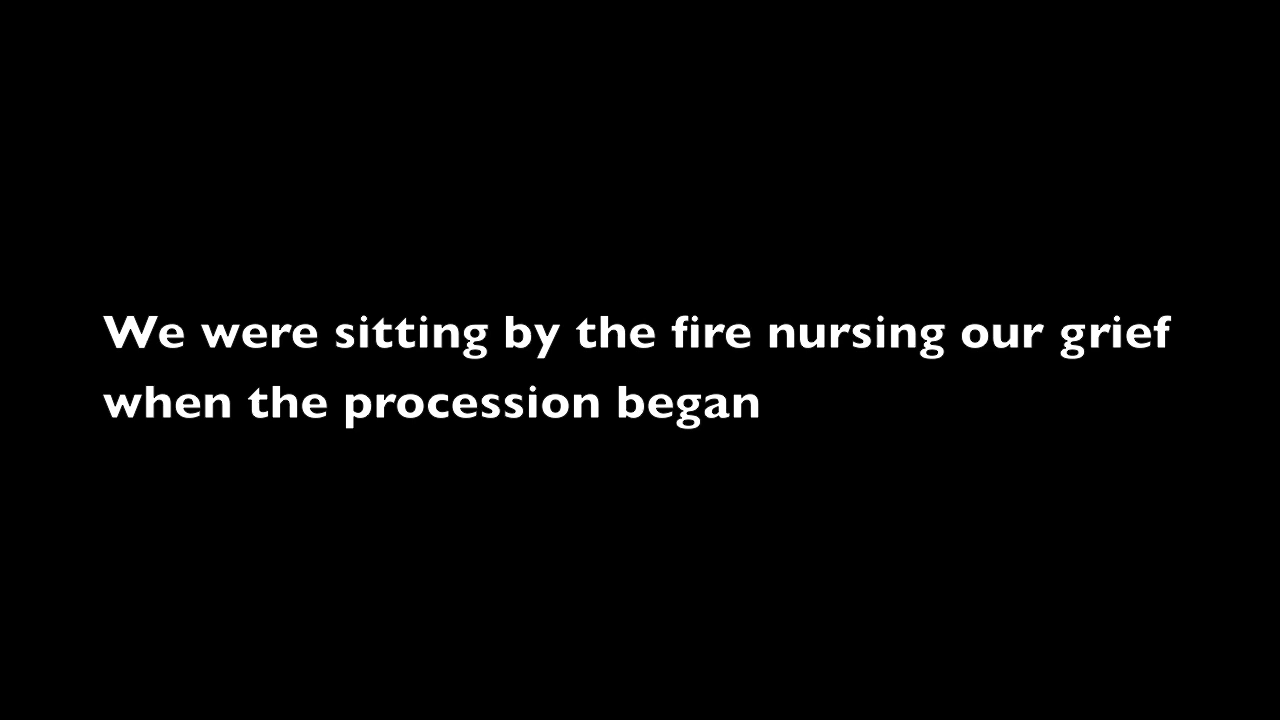 We were sitting by the fire nursing our grief
when the procession began